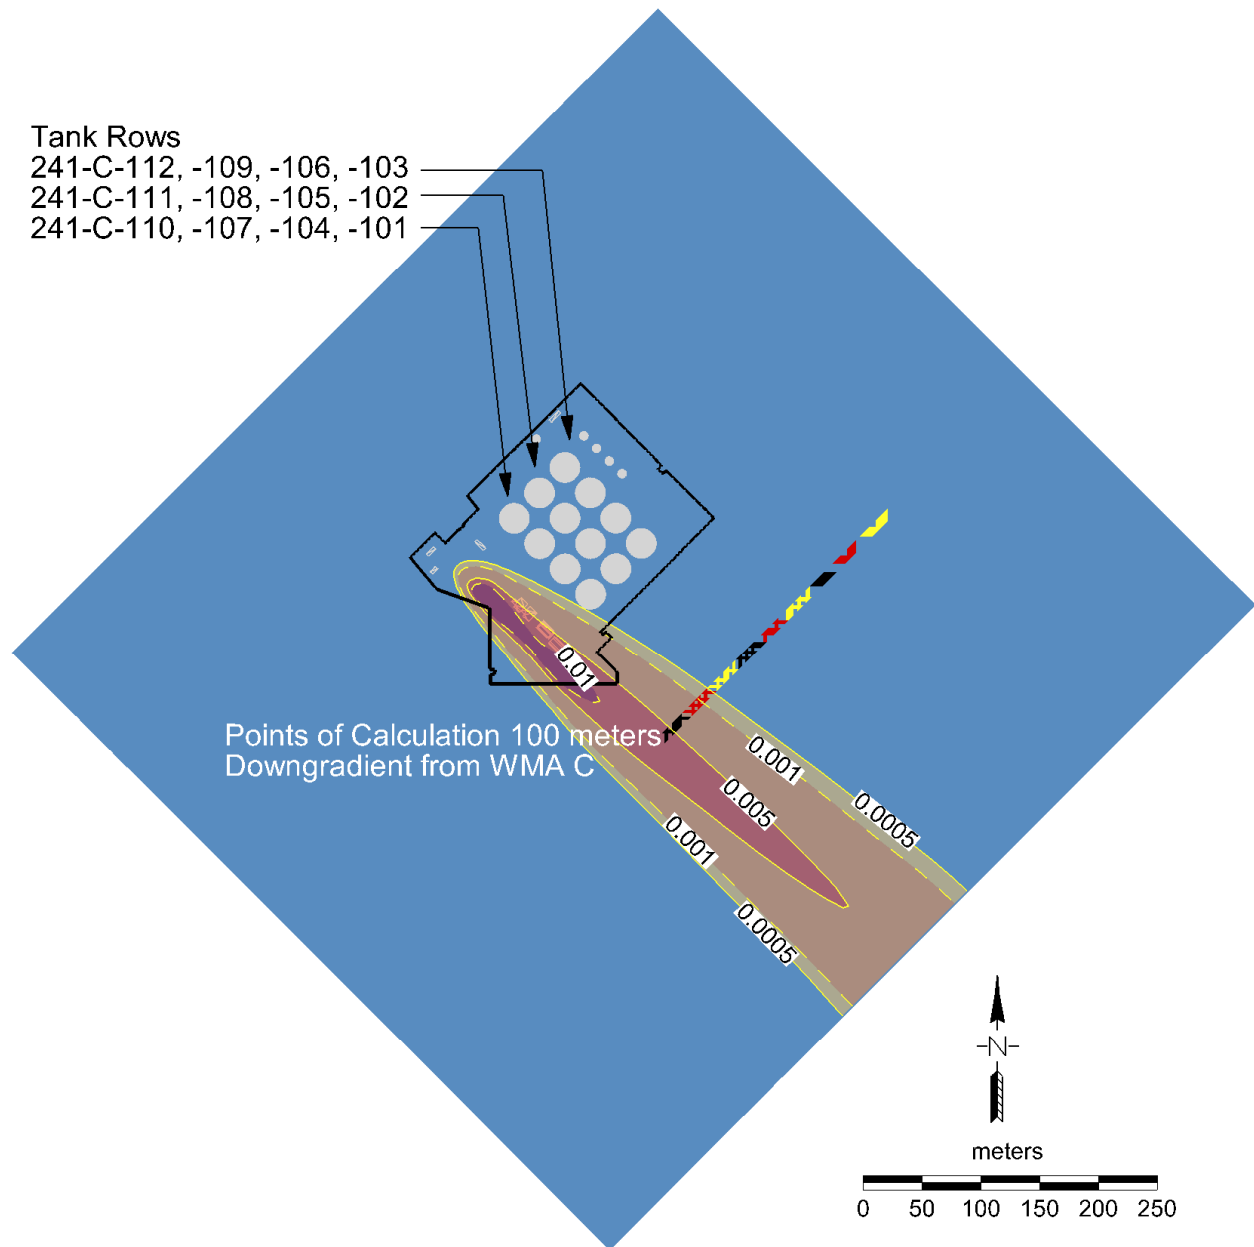 Tank Rows
241-C-112, -109, -106, -103
241-C-111, -108, -105, -102
241-C-110, -107, -104, -101
0.01
Points of Calculation 100 meters
Downgradient from WMA C
0.001
0.005
0.0005
0.001
0.0005
-N-
meters
0 50 100 150 200 250